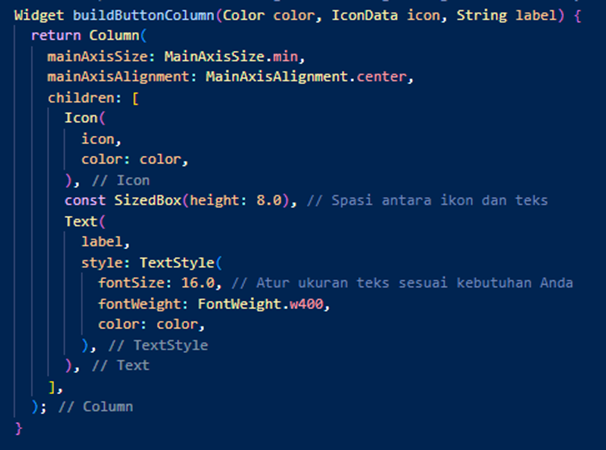 Widget buildButtonColumn(Color color, IconData icon, String label) {
  return Column(
    mainAxisSize: MainAxisSize.min,
    mainAxisAlignment: MainAxisAlignment.center,
    children: [
      Icon(
        icon,
        color: color,
      ), // Icon
      const SizedBox(height: 8.0), // Spasi antara ikon dan teks
      Text(
        label,
        style: TextStyle(
          fontSize: 16.0, // Atur ukuran teks sesuai kebutuhan Anda
          fontWeight: FontWeight.w400,
          color: color,
        ), // TextStyle
      ), // Text
    ],
  ); // Column
}